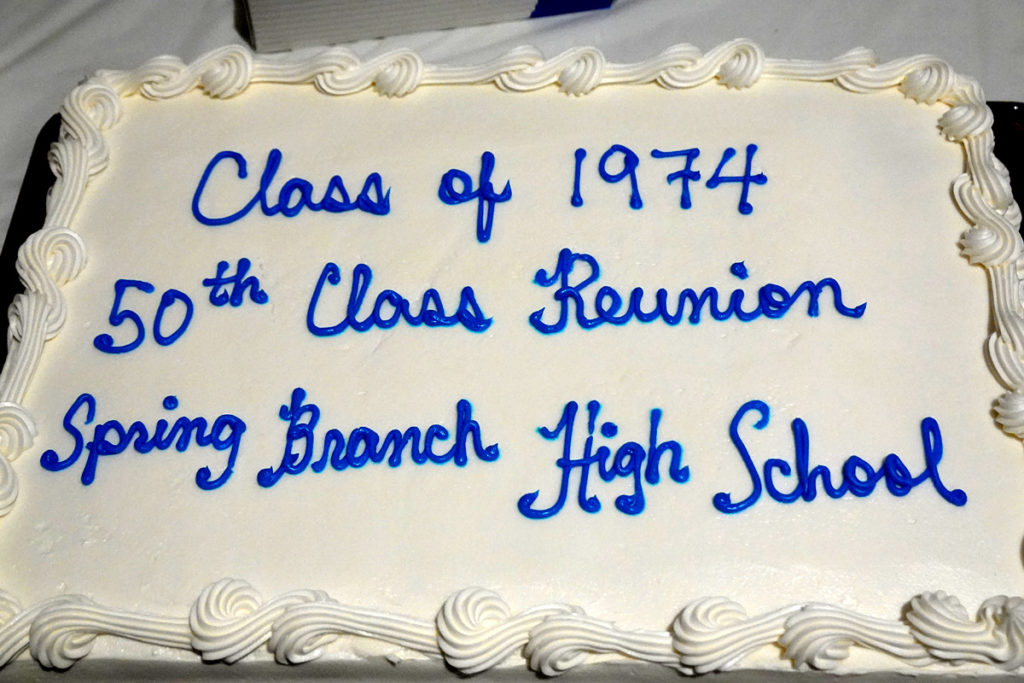 Class of 1974
50th Class Reunion
Spring Branch High School